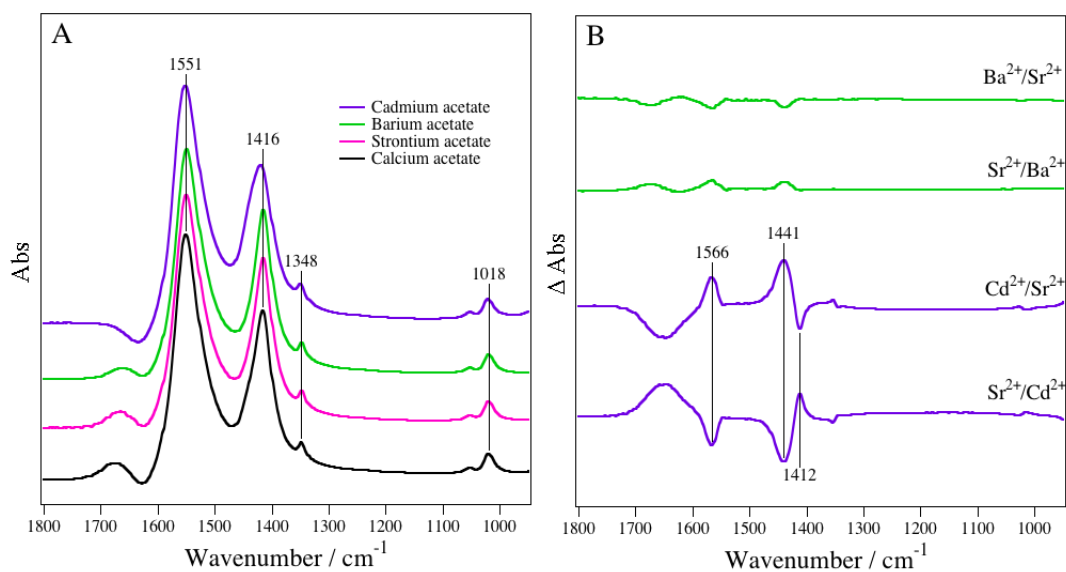 A
1551
1416
1348
1018
Cadmium acetate
Barium acetate
Strontium acetate
Calcium acetate
Abs
1800 1700 1600 1500 1400 1300 1200 1100 1000
Wavenumber / cm⁻¹
B
Ba²⁺/Sr²⁺
Sr²⁺/Ba²⁺
1566
1441
Cd²⁺/Sr²⁺
Sr²⁺/Cd²⁺
1412
Δ Abs
1800 1700 1600 1500 1400 1300 1200 1100 1000
Wavenumber / cm⁻¹